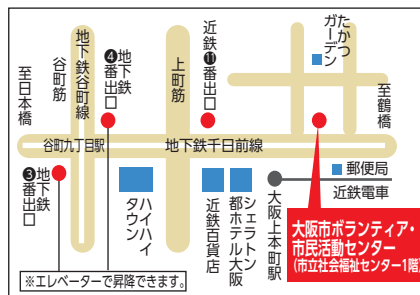 至日本橋
谷町筋
地下鉄谷町線
地下鉄
❹番出口
上町筋
近鉄
⓫番出口
たかつ
ガーデン
至鶴橋
谷町九丁目駅
地下鉄千日前線
地下鉄
❸番出口
ハイハイ
タウン
近鉄百貨店
シェラトン
都ホテル大阪
大阪上本町駅
郵便局
近鉄電車
大阪市ボランティア・
市民活動センター
(市立社会福祉センター1階)
※エレベーターで昇降できます。